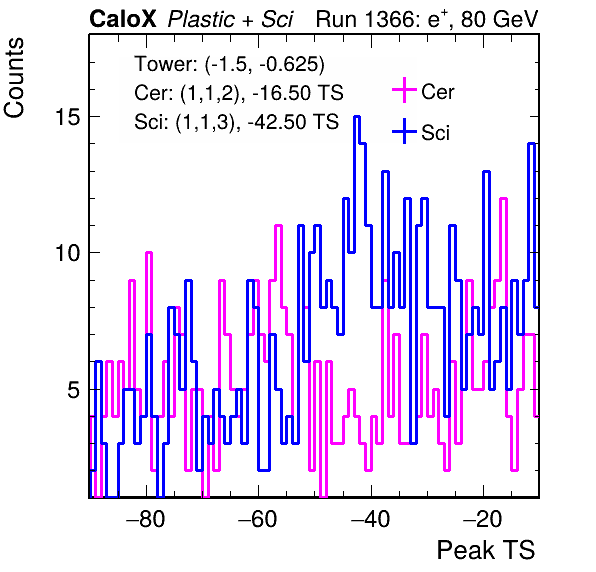 CaloX Plastic + Sci Run 1366: e⁺, 80 GeV
Counts
Tower: (-1.5, -0.625)
Cer: (1,1,2), -16.50 TS
Sci: (1,1,3), -42.50 TS
Cer
Sci
15
10
5
−80 −60 −40 −20
Peak TS